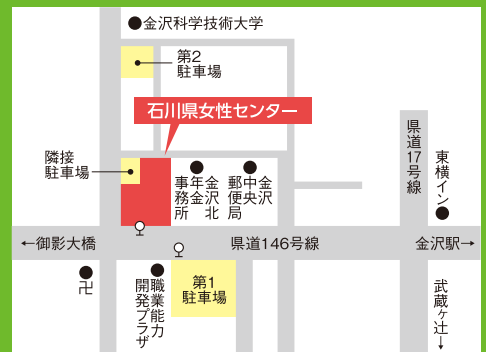 金沢科学技術大学
第2
駐車場
石川県女性センター
隣接
駐車場
金沢北
年金
事務所
金沢
中央
郵便局
県道17号線
東横イン
←御影大橋
県道146号線
金沢駅→
卍
職業能力
開発プラザ
第1
駐車場
武蔵ヶ辻→